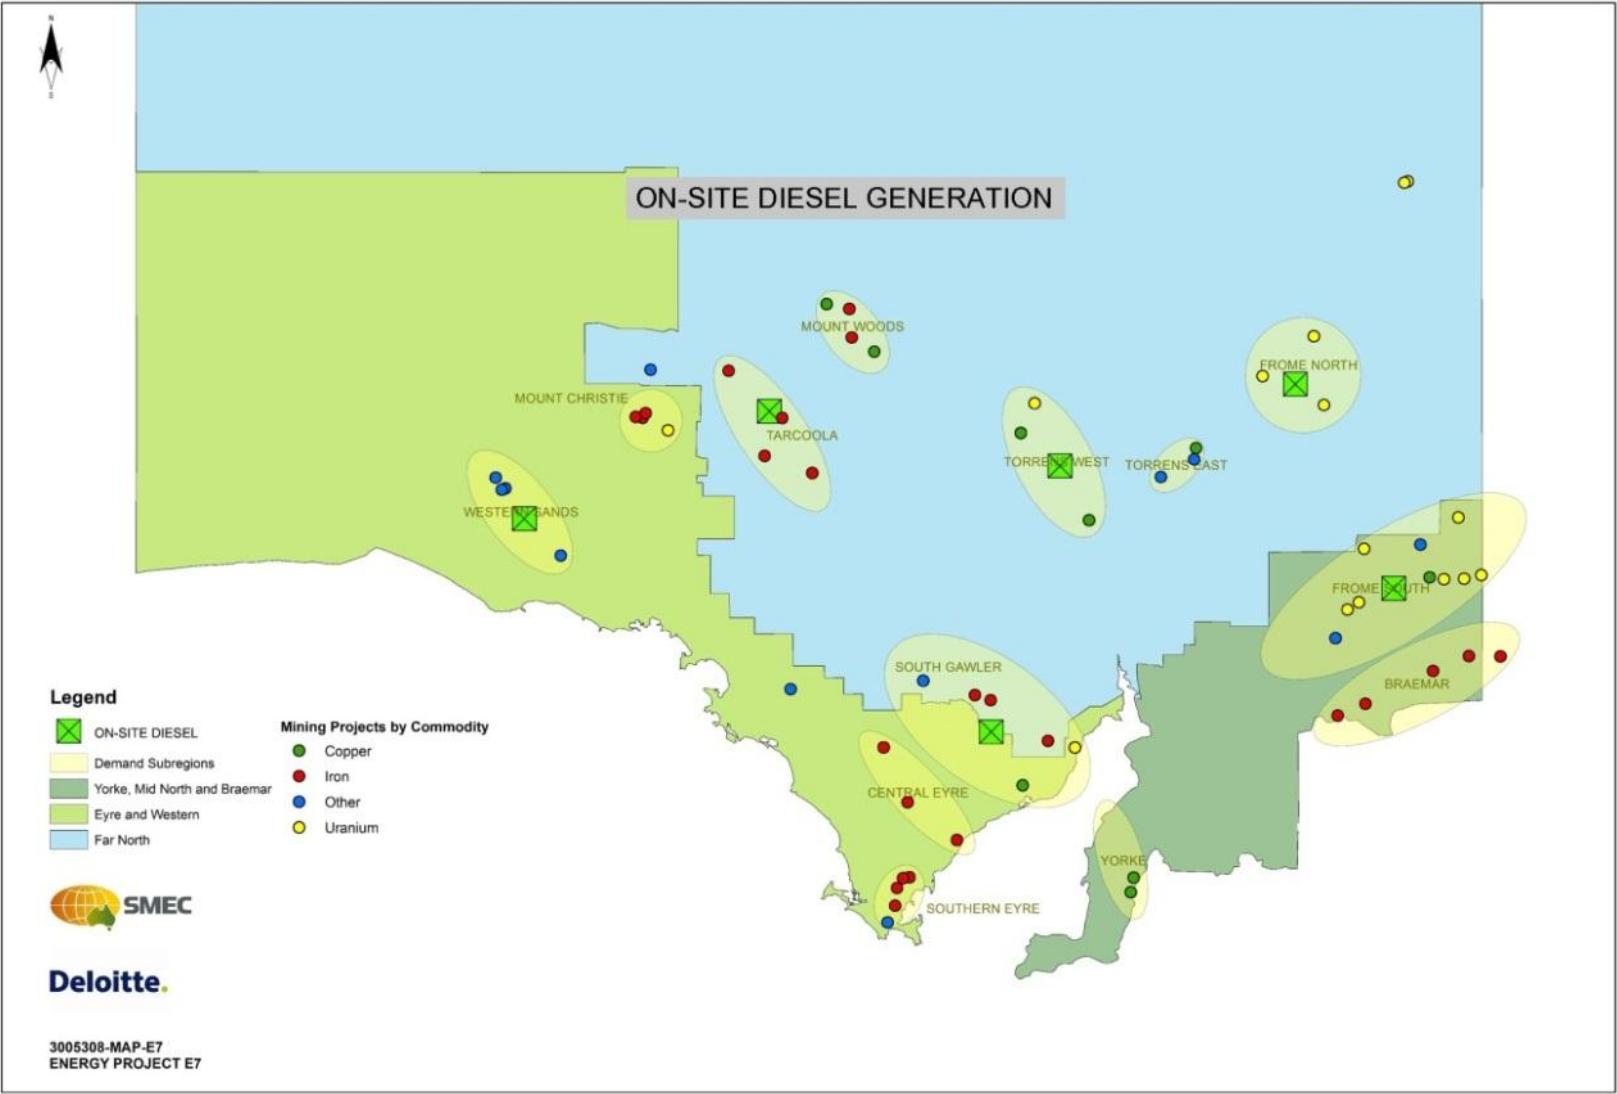 N
S
ON-SITE DIESEL GENERATION
MOUNT WOODS
FROME NORTH
MOUNT CHRISTIE
TARCOOLA
TORRENS WEST
TORRENS EAST
WESTERN SANDS
FROME SOUTH
SOUTH GAWLER
BRAEMAR
CENTRAL EYRE
YORKE
SOUTHERN EYRE
Legend
ON-SITE DIESEL
Demand Subregions
Yorke, Mid North and Braemar
Eyre and Western
Far North
Mining Projects by Commodity
Copper
Iron
Other
Uranium
SMEC
Deloitte.
3005308-MAP-E7
ENERGY PROJECT E7